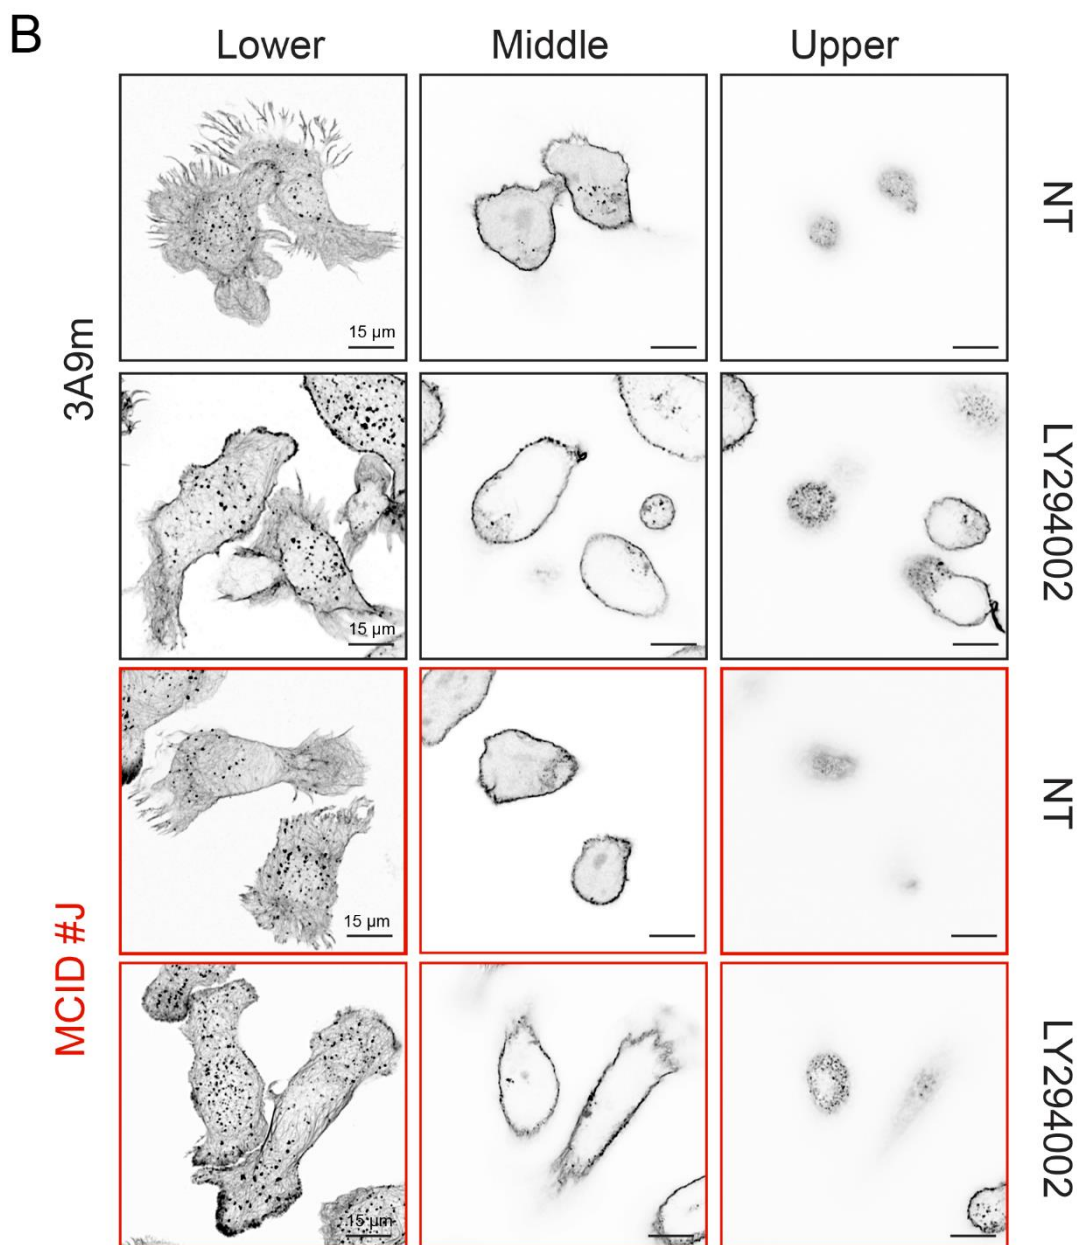 B
Lower
Middle
Upper
3A9m
15 µm
NT
15 µm
LY294002
MCID #J
15 µm
NT
15 µm
LY294002